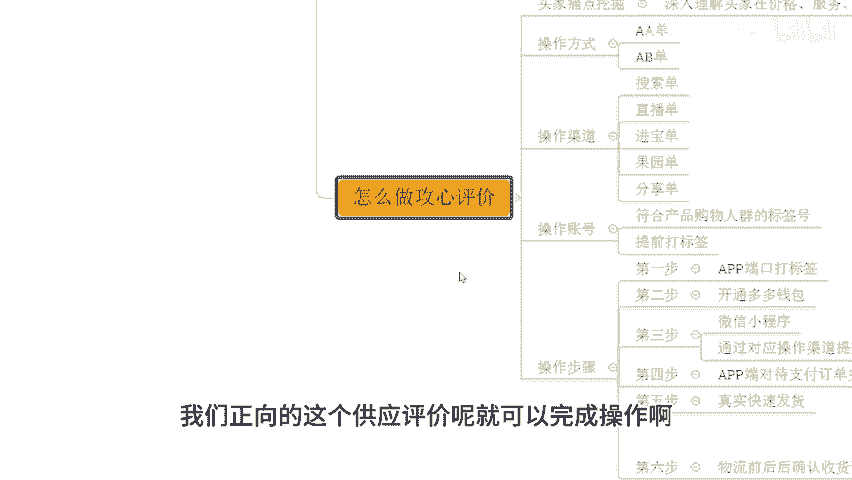 买家痛点挖掘 深入理解买家在价格、服务、
操作方式
AA单
AB单
操作渠道
搜索单
直播单
进宝单
果园单
分享单
怎么做攻心评价
操作账号
符合产品购物人群的标签号
提前打标签
操作步骤
第一步 APP端口打标签
第二步 开通多多钱包
第三步
微信小程序
通过对应操作渠道提
第四步 APP端对待支付订单
第五步 真实快速发货
第六步 物流前后后确认收货
我们正向的这个供应评价呢就可以完成操作啊